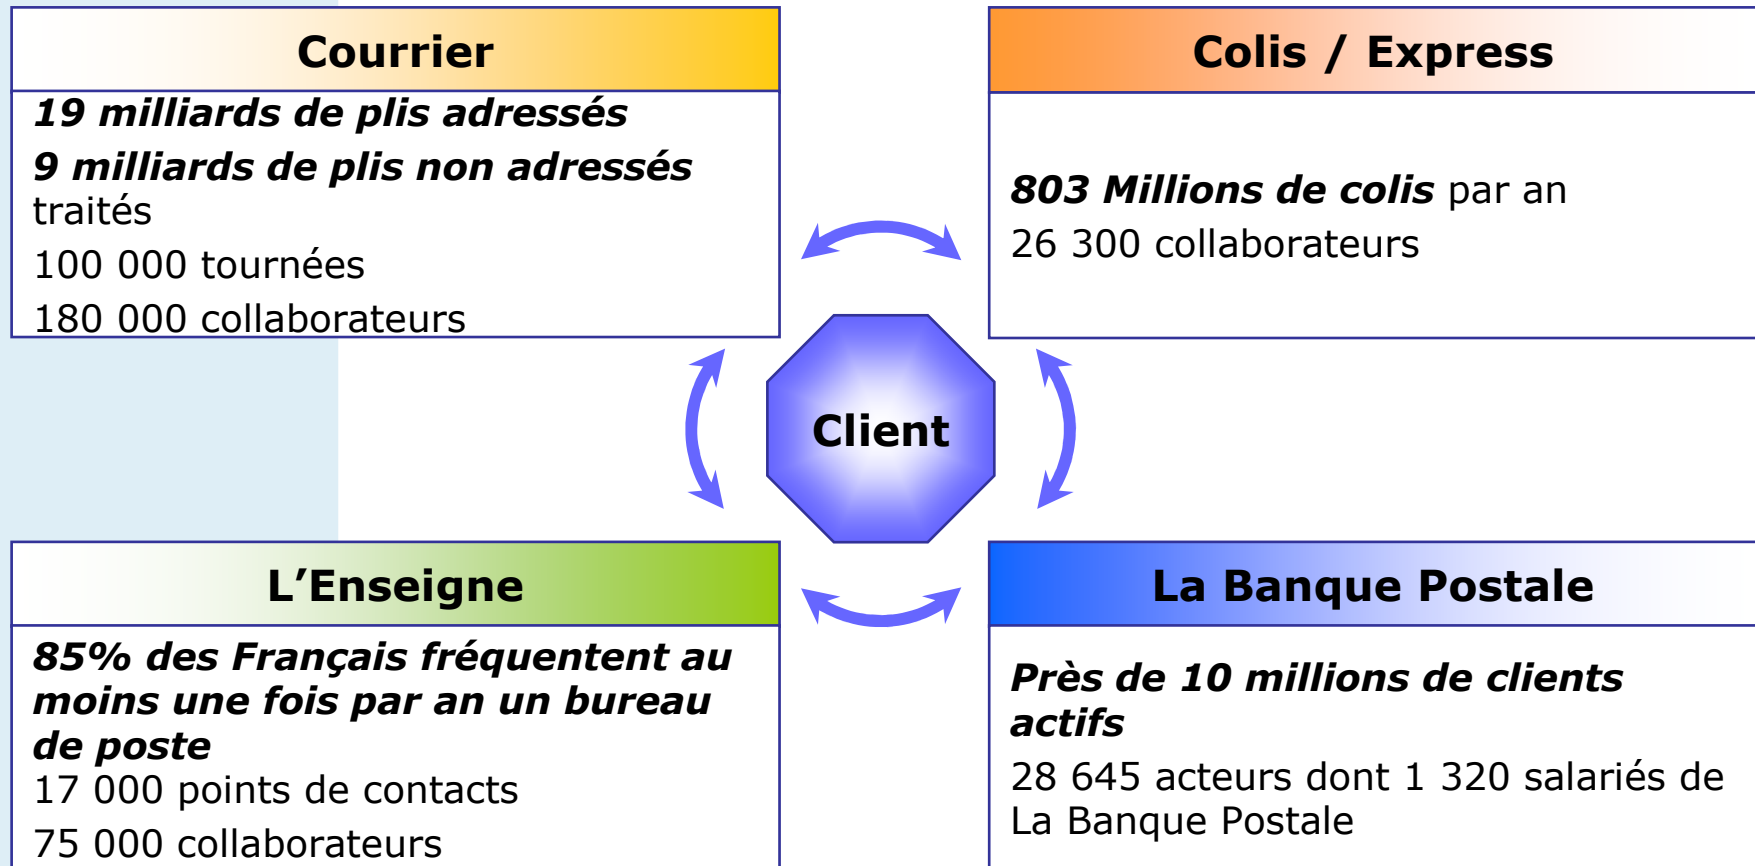 Courrier
19 milliards de plis adressés
9 milliards de plis non adressés
traités
100 000 tournées
180 000 collaborateurs
Colis / Express
803 Millions de colis par an
26 300 collaborateurs
Client
L’Enseigne
85% des Français fréquentent au
moins une fois par an un bureau
de poste
17 000 points de contacts
75 000 collaborateurs
La Banque Postale
Près de 10 millions de clients
actifs
28 645 acteurs dont 1 320 salariés de
La Banque Postale